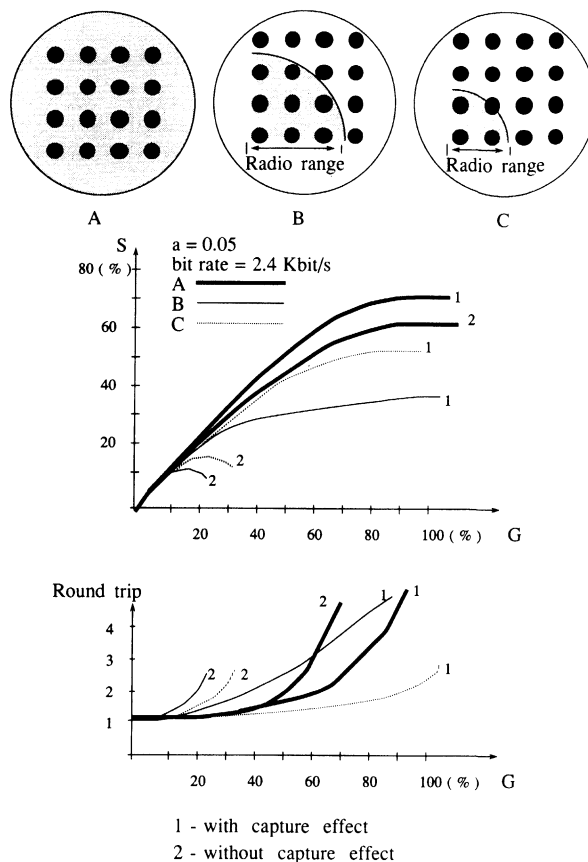 Radio range
Radio range
A
B
C
S
a = 0.05
bit rate = 2.4 Kbit/s
80 ( % )
A
B
C
1
2
60
1
40
1
20
2
2
S
20
40
60
80
100 ( % )
G
Round trip
4
3
2
1
2
2
2
1
1
1
20
40
60
80
100 ( % )
G
1 - with capture effect
2 - without capture effect